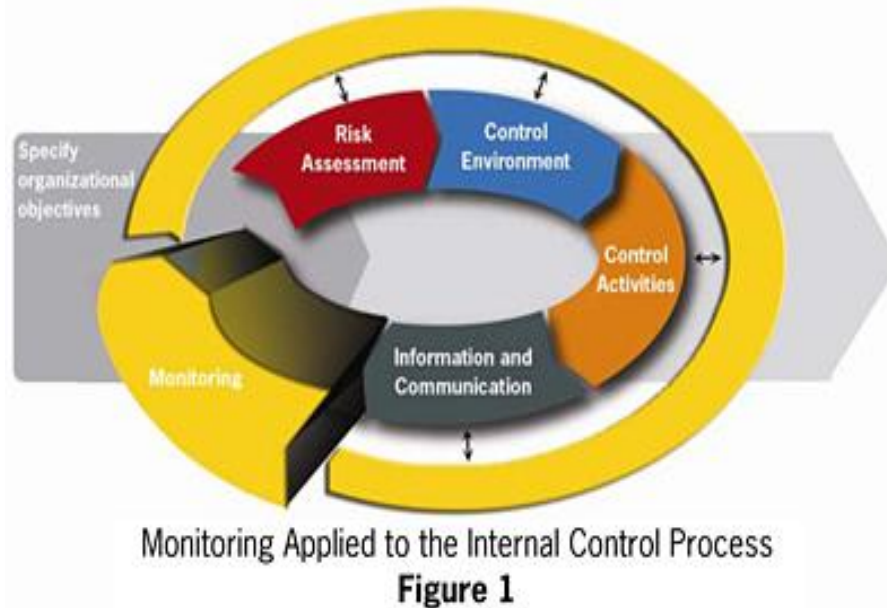 Specify
organizational
objectives
Risk
Assessment
Control
Environment
Control
Activities
Information and
Communication
Monitoring
Monitoring Applied to the Internal Control Process
Figure 1